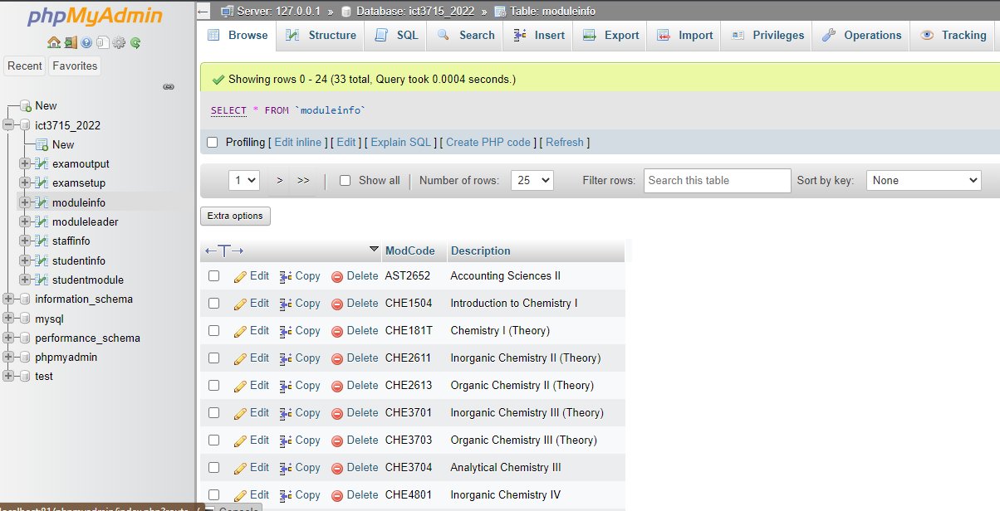 phpMyAdmin
Recent Favorites
New
ict3715_2022
New
examoutput
examsetup
moduleinfo
moduleleader
staffinfo
studentinfo
studentmodule
information_schema
mysql
performance_schema
phpmyadmin
test
Server: 127.0.0.1 » Database: ict3715_2022 » Table: moduleinfo
Browse Structure SQL Search Insert Export Import Privileges Operations Tracking
Showing rows 0 - 24 (33 total, Query took 0.0004 seconds.)
SELECT * FROM `moduleinfo`
Profiling [ Edit inline ] [ Edit ] [ Explain SQL ] [ Create PHP code ] [ Refresh ]
1 > >> | Show all | Number of rows: 25 Filter rows: Search this table Sort by key: None
Extra options
←T→ ModCode Description
Edit Copy Delete AST2652 Accounting Sciences II
Edit Copy Delete CHE1504 Introduction to Chemistry I
Edit Copy Delete CHE181T Chemistry I (Theory)
Edit Copy Delete CHE2611 Inorganic Chemistry II (Theory)
Edit Copy Delete CHE2613 Organic Chemistry II (Theory)
Edit Copy Delete CHE3701 Inorganic Chemistry III (Theory)
Edit Copy Delete CHE3703 Organic Chemistry III (Theory)
Edit Copy Delete CHE3704 Analytical Chemistry III
Edit Copy Delete CHE4801 Inorganic Chemistry IV
Console